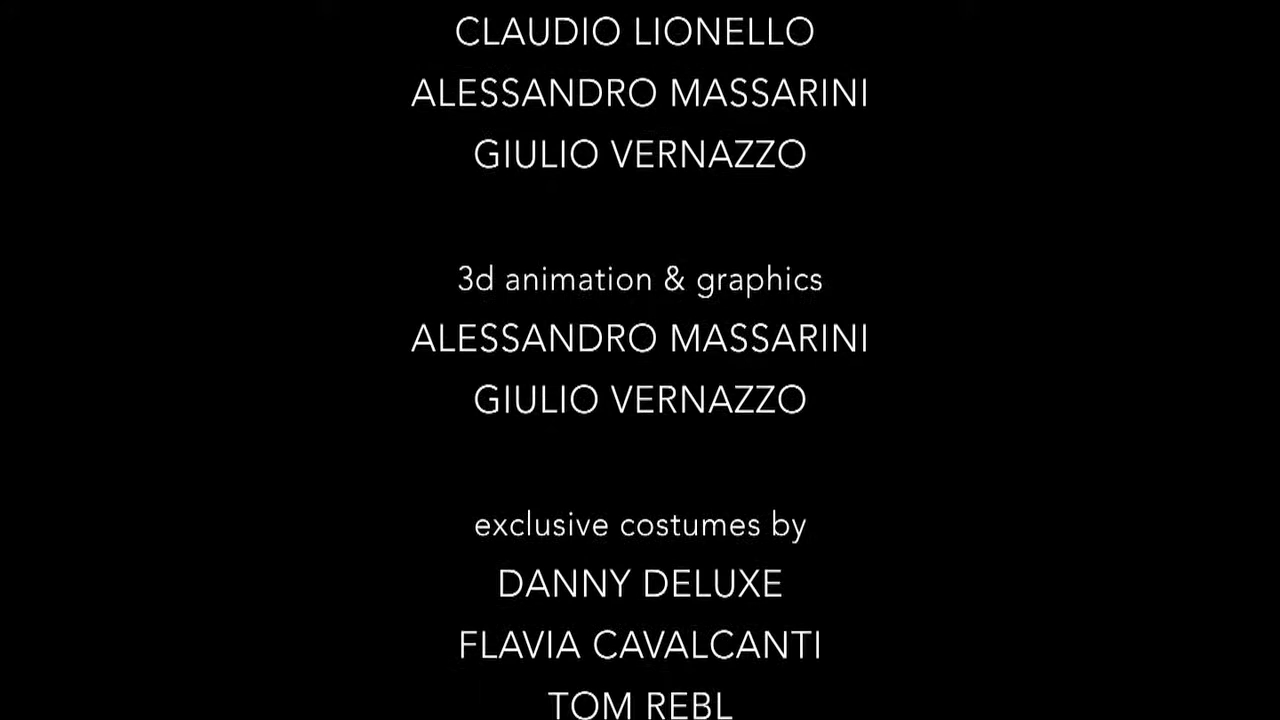 CLAUDIO LIONELLO
ALESSANDRO MASSARINI
GIULIO VERNAZZO
3d animation & graphics
ALESSANDRO MASSARINI
GIULIO VERNAZZO
exclusive costumes by
DANNY DELUXE
FLAVIA CAVALCANTI
TOM REBL